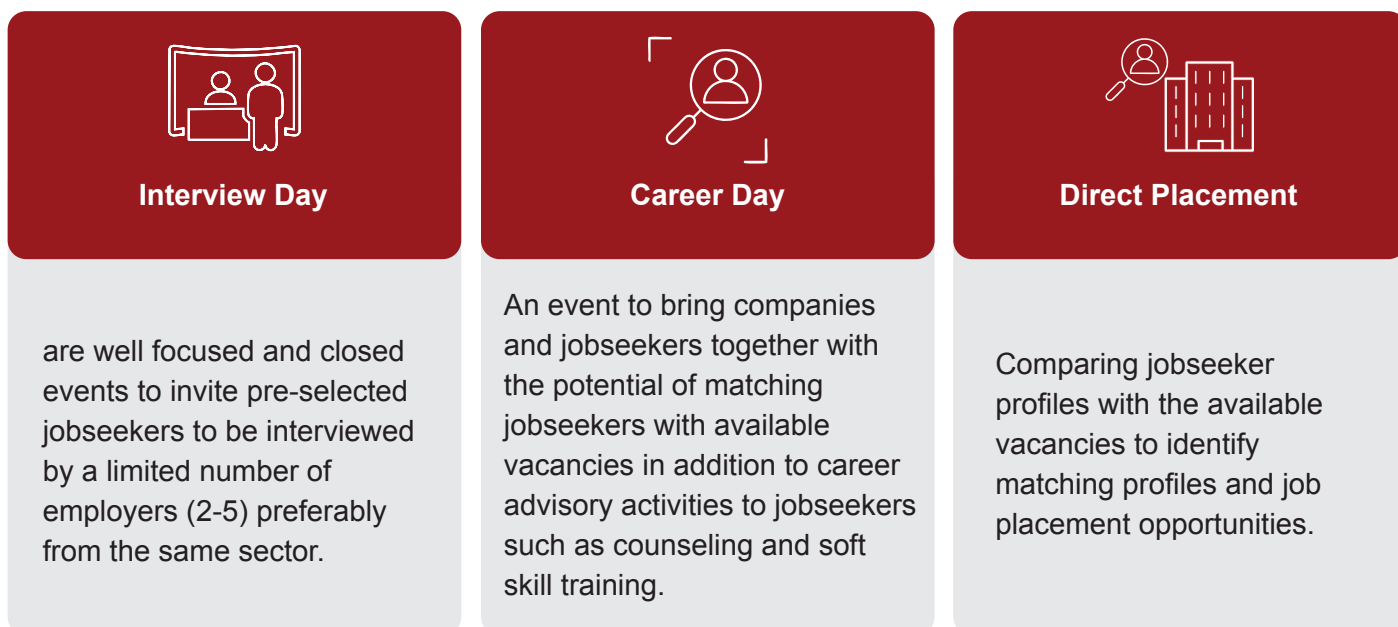 Interview Day
are well focused and closed
events to invite pre-selected
jobseekers to be interviewed
by a limited number of
employers (2-5) preferably
from the same sector.
Career Day
An event to bring companies
and jobseekers together with
the potential of matching
jobseekers with available
vacancies in addition to career
advisory activities to jobseekers
such as counseling and soft
skill training.
Direct Placement
Comparing jobseeker
profiles with the available
vacancies to identify
matching profiles and job
placement opportunities.